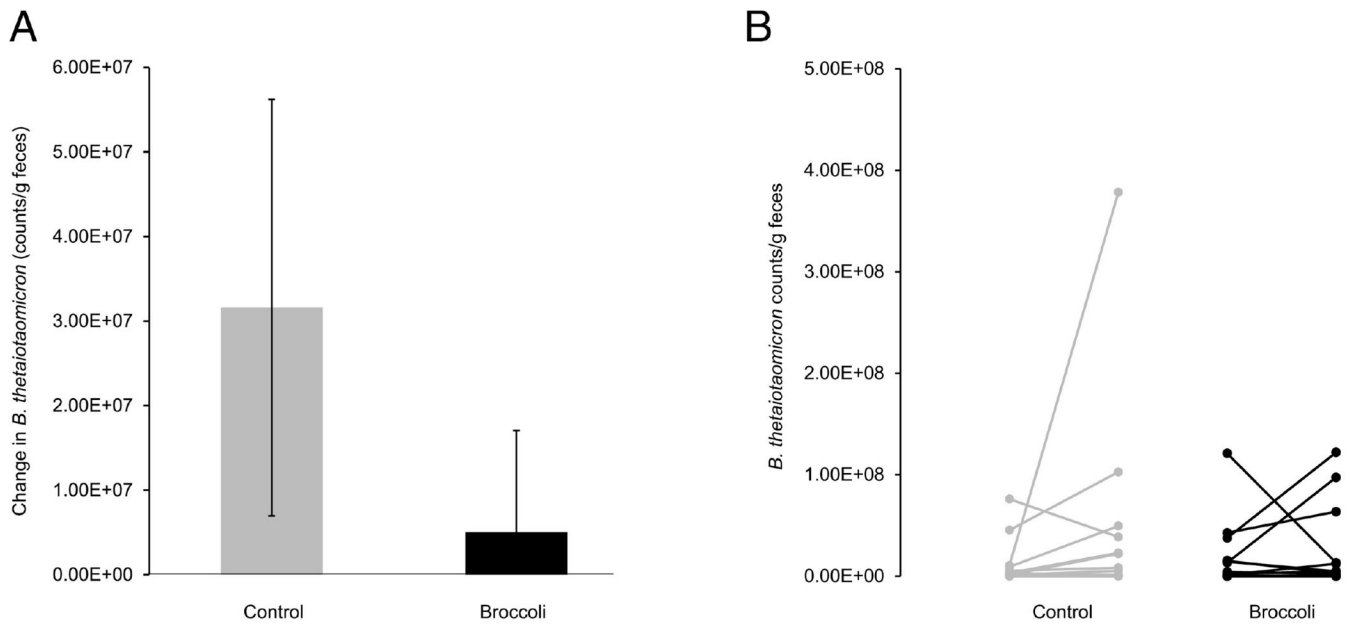 A
6.00E+07
5.00E+07
4.00E+07
3.00E+07
2.00E+07
1.00E+07
0.00E+00
Change in B. thetaiotaomicron (counts/g feces)
Control
Broccoli
B
5.00E+08
4.00E+08
3.00E+08
2.00E+08
1.00E+08
0.00E+00
B. thetaiotaomicron counts/g feces
Control
Broccoli